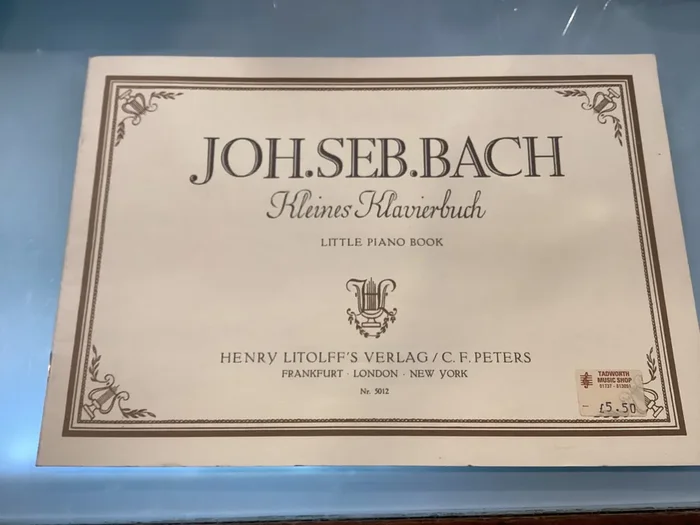 JOH.SEB.BACH
Kleines Klavierbuch
LITTLE PIANO BOOK
HENRY LITOLFF'S VERLAG / C. F. PETERS
FRANKFURT · LONDON · NEW YORK
Nr. 5012
TADWORTH
MUSIC SHOP
£5.50